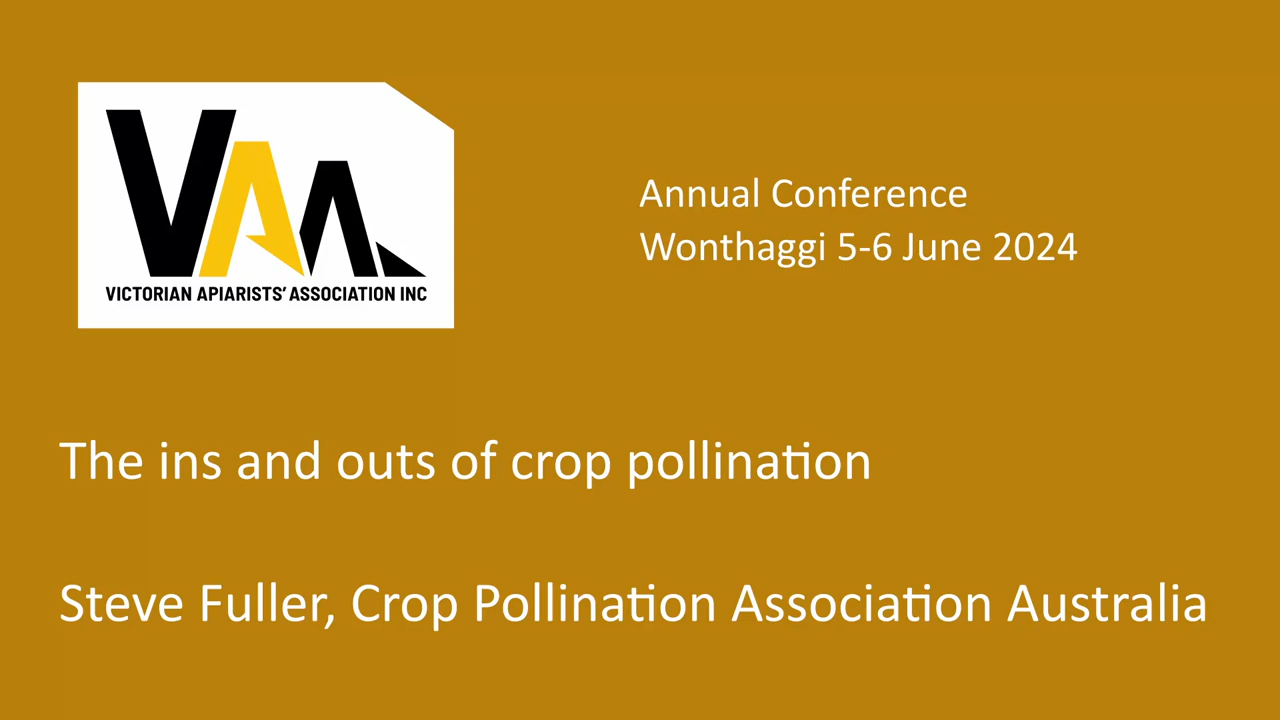 VAA
VICTORIAN APIARISTS' ASSOCIATION INC
Annual Conference
Wonthaggi 5-6 June 2024
The ins and outs of crop pollination
Steve Fuller, Crop Pollination Association Australia